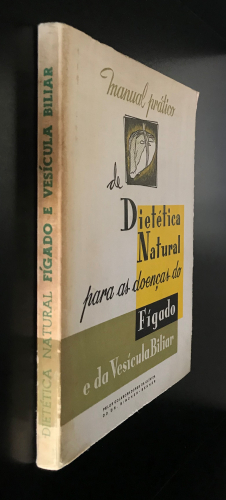 DIETÉTICA NATURAL FÍGADO E VESÍCULA BILIAR
manual prático
de
Dietética
Natural
para as doenças do
Fígado
e da Vesícula Biliar